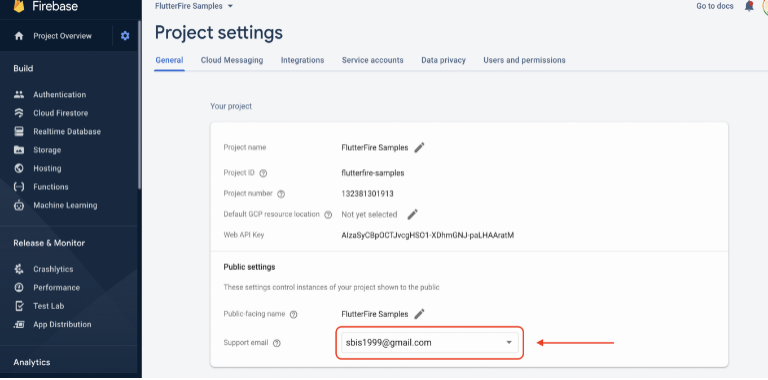 Firebase
FlutterFire Samples
Go to docs
Project Overview
Project settings
General
Cloud Messaging
Integrations
Service accounts
Data privacy
Users and permissions
Build
Authentication
Cloud Firestore
Realtime Database
Storage
Hosting
Functions
Machine Learning
Release & Monitor
Crashlytics
Performance
Test Lab
App Distribution
Analytics
Your project
Project name FlutterFire Samples
Project ID flutterfire-samples
Project number 132381301913
Default GCP resource location Not yet selected
Web API Key
Public settings
These settings control instances of your project shown to the public
Public-facing name FlutterFire Samples
Support email sbis1999@gmail.com